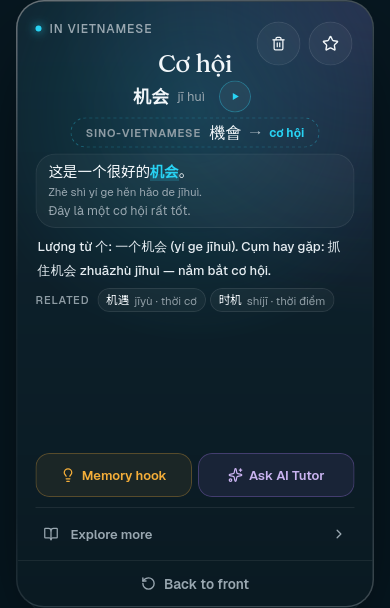 IN VIETNAMESE
Cơ hội
机会 jī huì
SINO-VIETNAMESE 機會 → cơ hội
这是一个很好的机会。
Zhè shì yí ge hěn hǎo de jīhuì.
Đây là một cơ hội rất tốt.
Lượng từ 个: 一个机会 (yí ge jīhuì). Cụm hay gặp: 抓
住机会 zhuāzhù jīhuì — nắm bắt cơ hội.
RELATED 机遇 jīyù · thời cơ 时机 shíjī · thời điểm
Memory hook Ask AI Tutor
Explore more
Back to front